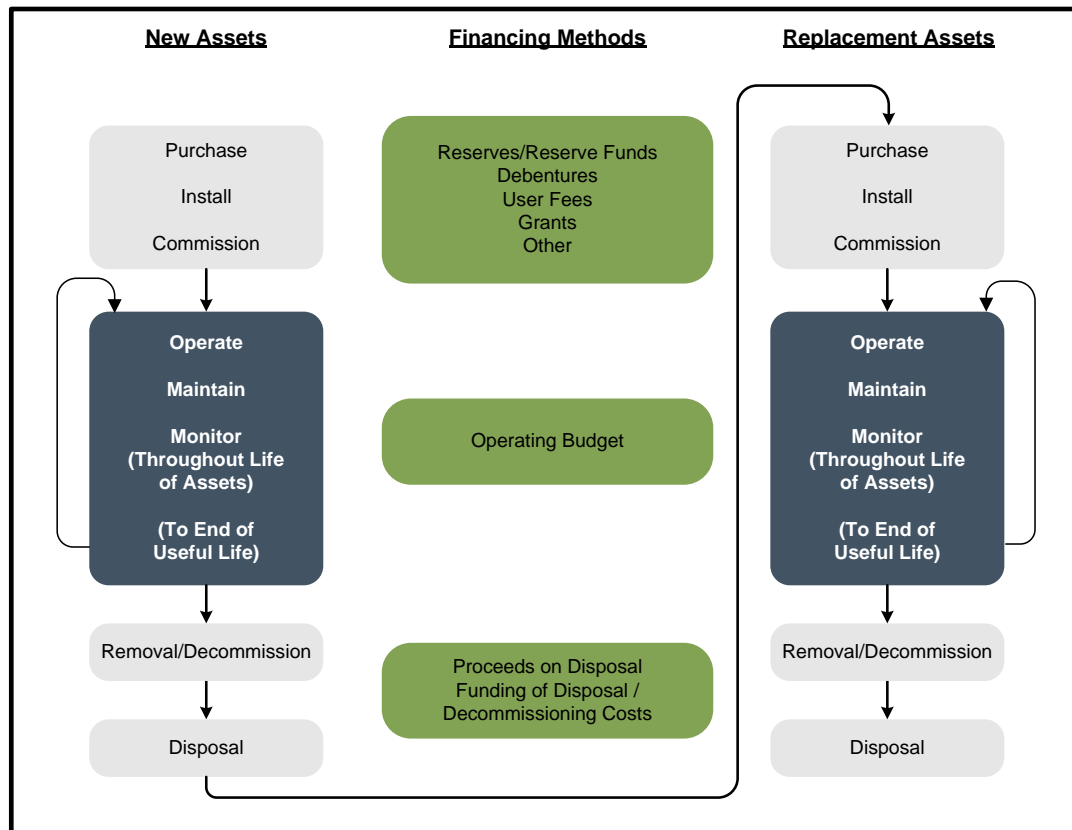 New Assets
Financing Methods
Replacement Assets
Purchase
Install
Commission
Reserves/Reserve Funds
Debentures
User Fees
Grants
Other
Purchase
Install
Commission
Operate
Maintain
Monitor
(Throughout Life
of Assets)
(To End of
Useful Life)
Operating Budget
Operate
Maintain
Monitor
(Throughout Life
of Assets)
(To End of
Useful Life)
Removal/Decommission
Proceeds on Disposal
Funding of Disposal /
Decommissioning Costs
Removal/Decommission
Disposal
Disposal